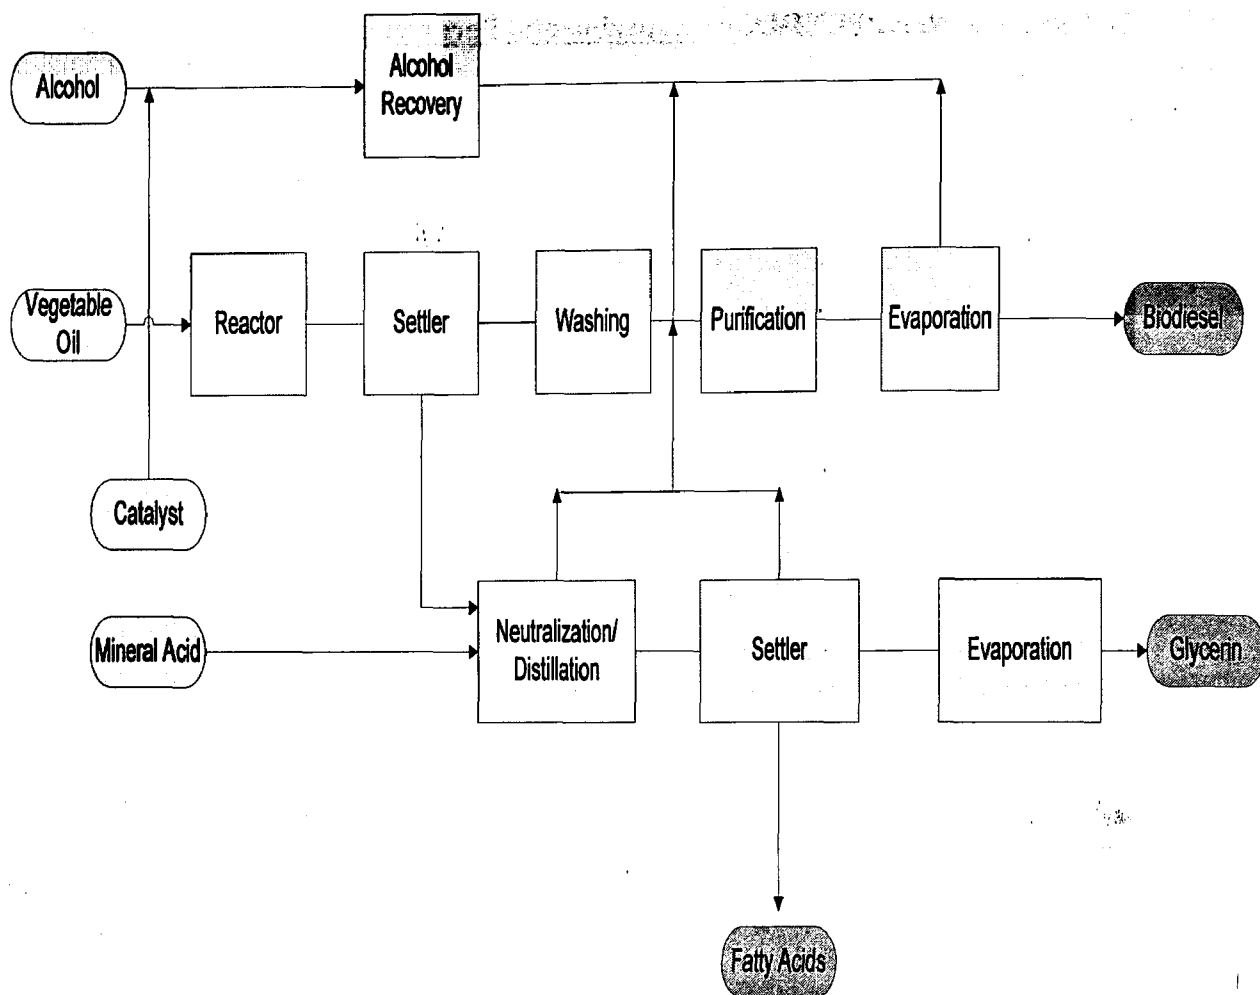 Alcohol
Alcohol
Recovery
Vegetable
Oil
Reactor
Settler
Washing
Purification
Evaporation
Biodiesel
Catalyst
Mineral Acid
Neutralization/
Distillation
Settler
Evaporation
Glycerin
Fatty Acids